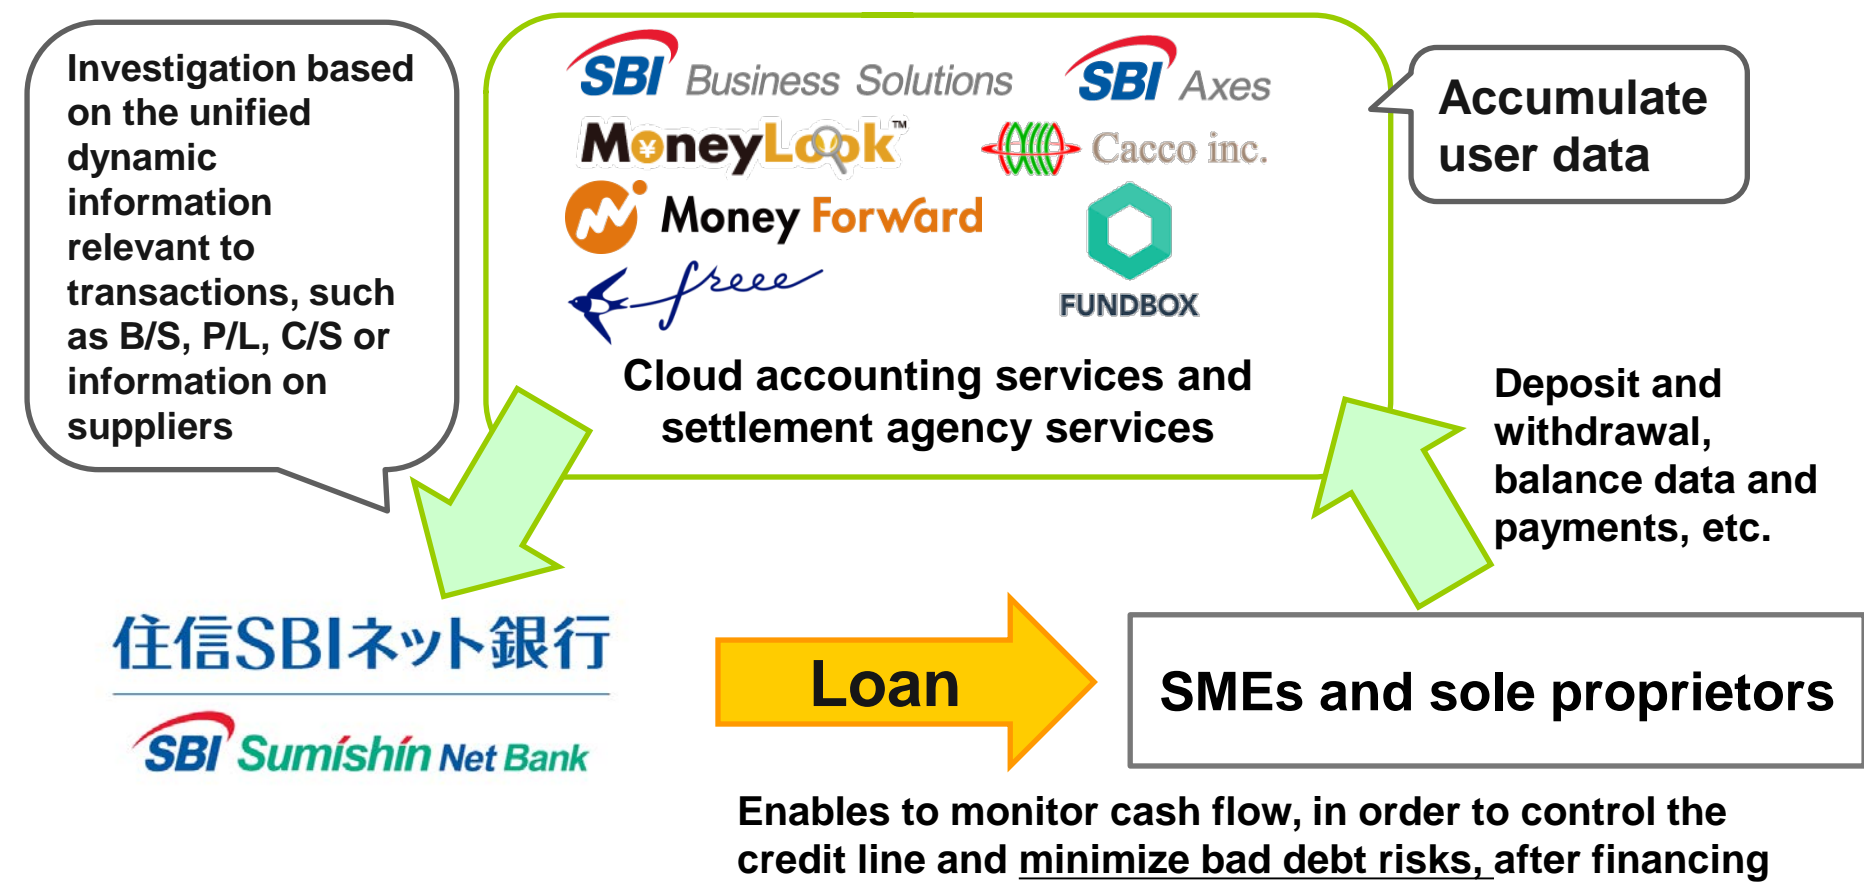 Investigation based
on the unified
dynamic
information
relevant to
transactions, such
as B/S, P/L, C/S or
information on
suppliers
SBI Business Solutions
SBI Axes
MoneyLook™
Cacco inc.
Money Forward
freee
FUNDBOX
Cloud accounting services and
settlement agency services
Accumulate
user data
Deposit and
withdrawal,
balance data and
payments, etc.
住信SBIネット銀行
SBI Sumishin Net Bank
Loan
SMEs and sole proprietors
Enables to monitor cash flow, in order to control the
credit line and minimize bad debt risks, after financing